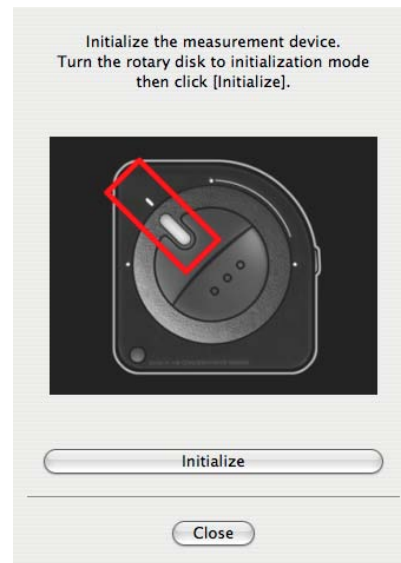 Initialize the measurement device.
Turn the rotary disk to initialization mode
then click [Initialize].
Initialize
Close